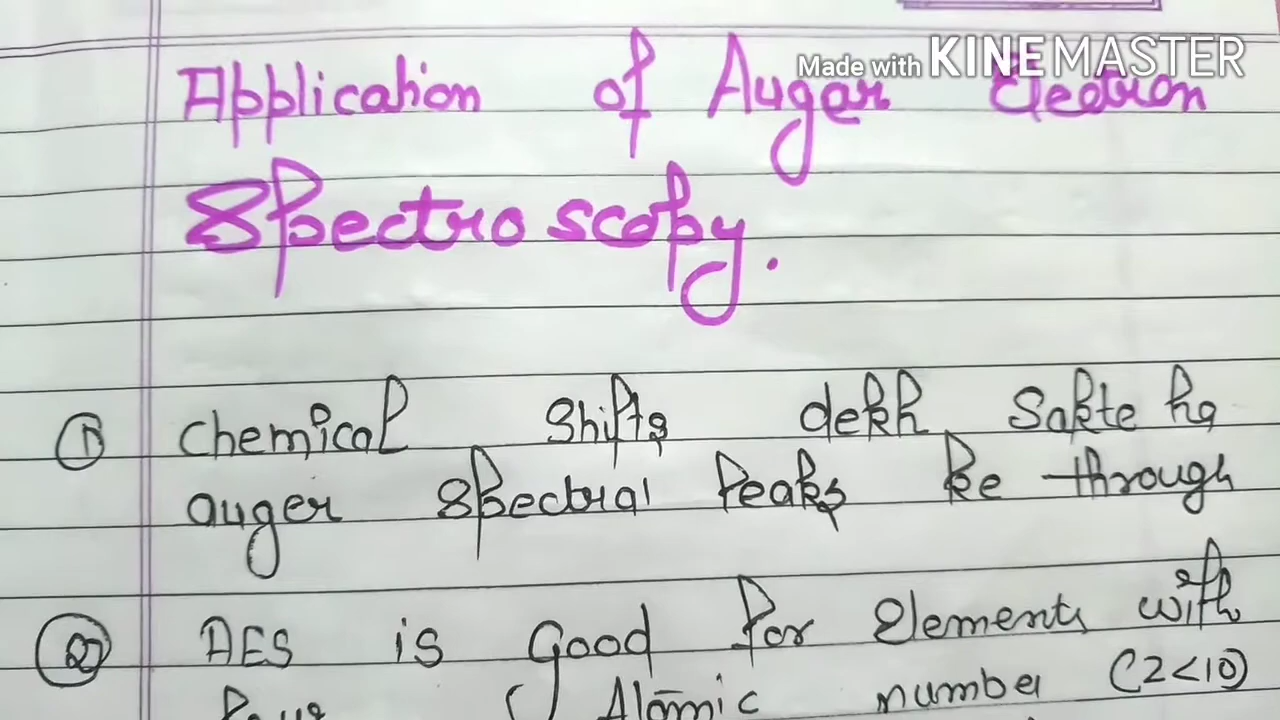 Made with KINEMASTER
Application of Auger Electron
Spectroscopy.
① Chemical Shifts dekh Sakte ha
auger Spectral Peaks ke through
② AES is Good for Elements with
( Atomic number (Z<10)